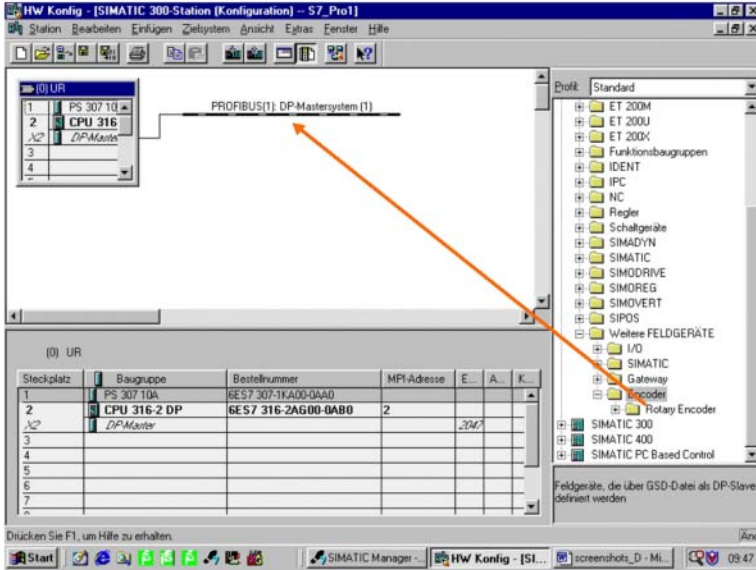 HW Konfig - [SIMATIC 300-Station (Konfiguration) -- S7_Pro1]
Station Bearbeiten Einfügen Zielsystem Ansicht Extras Fenster Hilfe
(0) UR
1 PS 307 10
2 CPU 316
X2 DP-Maste
3
4
PROFIBUS(1): DP-Mastersystem (1)
Profil: Standard
ET 200M
ET 200U
ET 200X
Funktionsbaugruppen
IDENT
IPC
NC
Regler
Schaltgeräte
SIMADYN
SIMATIC
SIMODRIVE
SIMOREG
SIMOVERT
SIPOS
Weitere FELDGERÄTE
I/O
SIMATIC
Gateway
Encoder
Rotary Encoder
SIMATIC 300
SIMATIC 400
SIMATIC PC Based Control
Feldgeräte, die über GSD-Datei als DP-Slave
definiert werden
(0) UR
Steckplatz Baugruppe Bestellnummer MPI-Adresse E... A... K...
1 PS 307 10A 6ES7 307-1KA00-0AA0
2 CPU 316-2 DP 6ES7 316-2AG00-0AB0 2
X2 DP-Master 2047
3
4
5
6
7
Drücken Sie F1, um Hilfe zu erhalten.
Start SIMATIC Manager -... HW Konfig - [SI... screenshots_D - Mi... 09:47